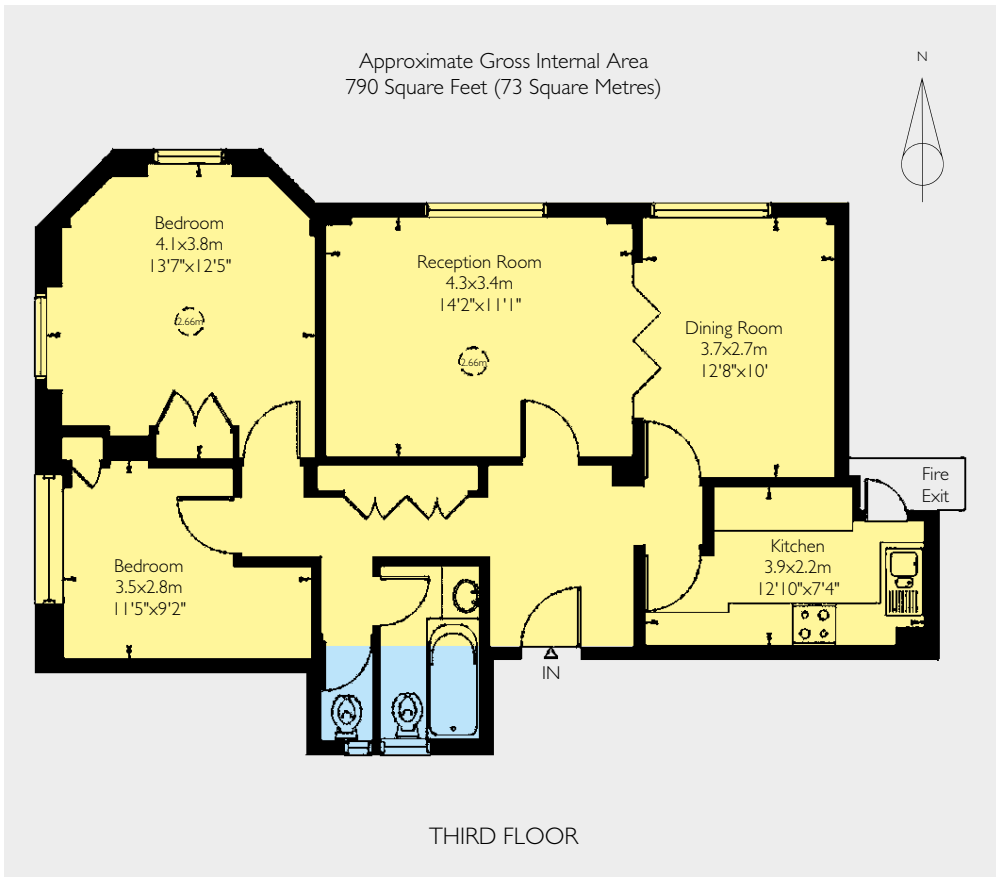 Approximate Gross Internal Area
790 Square Feet (73 Square Metres)
N
Bedroom
4.1x3.8m
13'7"x12'5"
2.66m
Reception Room
4.3x3.4m
14'2"x11'1"
2.66m
Dining Room
3.7x2.7m
12'8"x10'
Fire
Exit
Kitchen
3.9x2.2m
12'10"x7'4"
Bedroom
3.5x2.8m
11'5"x9'2"
IN
THIRD FLOOR